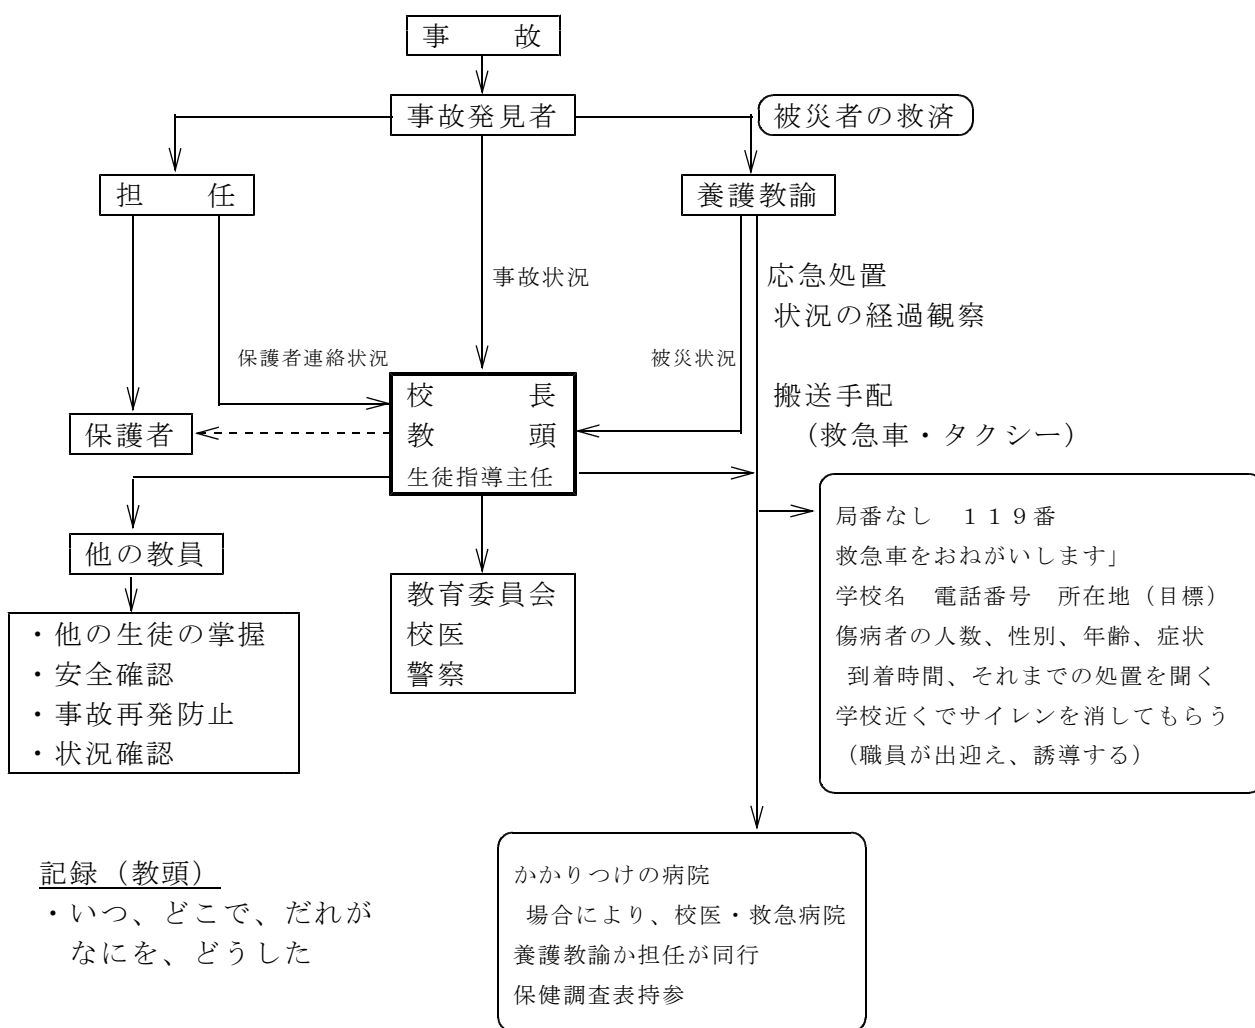 事　　故
事故発見者
被災者の救済
担　　任
養護教諭
事故状況
応急処置
状況の経過観察
保護者連絡状況
被災状況
校　　　長
教　　　頭
生徒指導主任
搬送手配
（救急車・タクシー）
保護者
他の教員
局番なし　１１９番
救急車をおねがいします」
学校名　電話番号　所在地（目標）
傷病者の人数、性別、年齢、症状
到着時間、それまでの処置を聞く
学校近くでサイレンを消してもらう
（職員が出迎え、誘導する）
教育委員会
校医
警察
・他の生徒の掌握
・安全確認
・事故再発防止
・状況確認
記録（教頭）
・いつ、どこで、だれが
なにを、どうした
かかりつけの病院
場合により、校医・救急病院
養護教諭か担任が同行
保健調査表持参